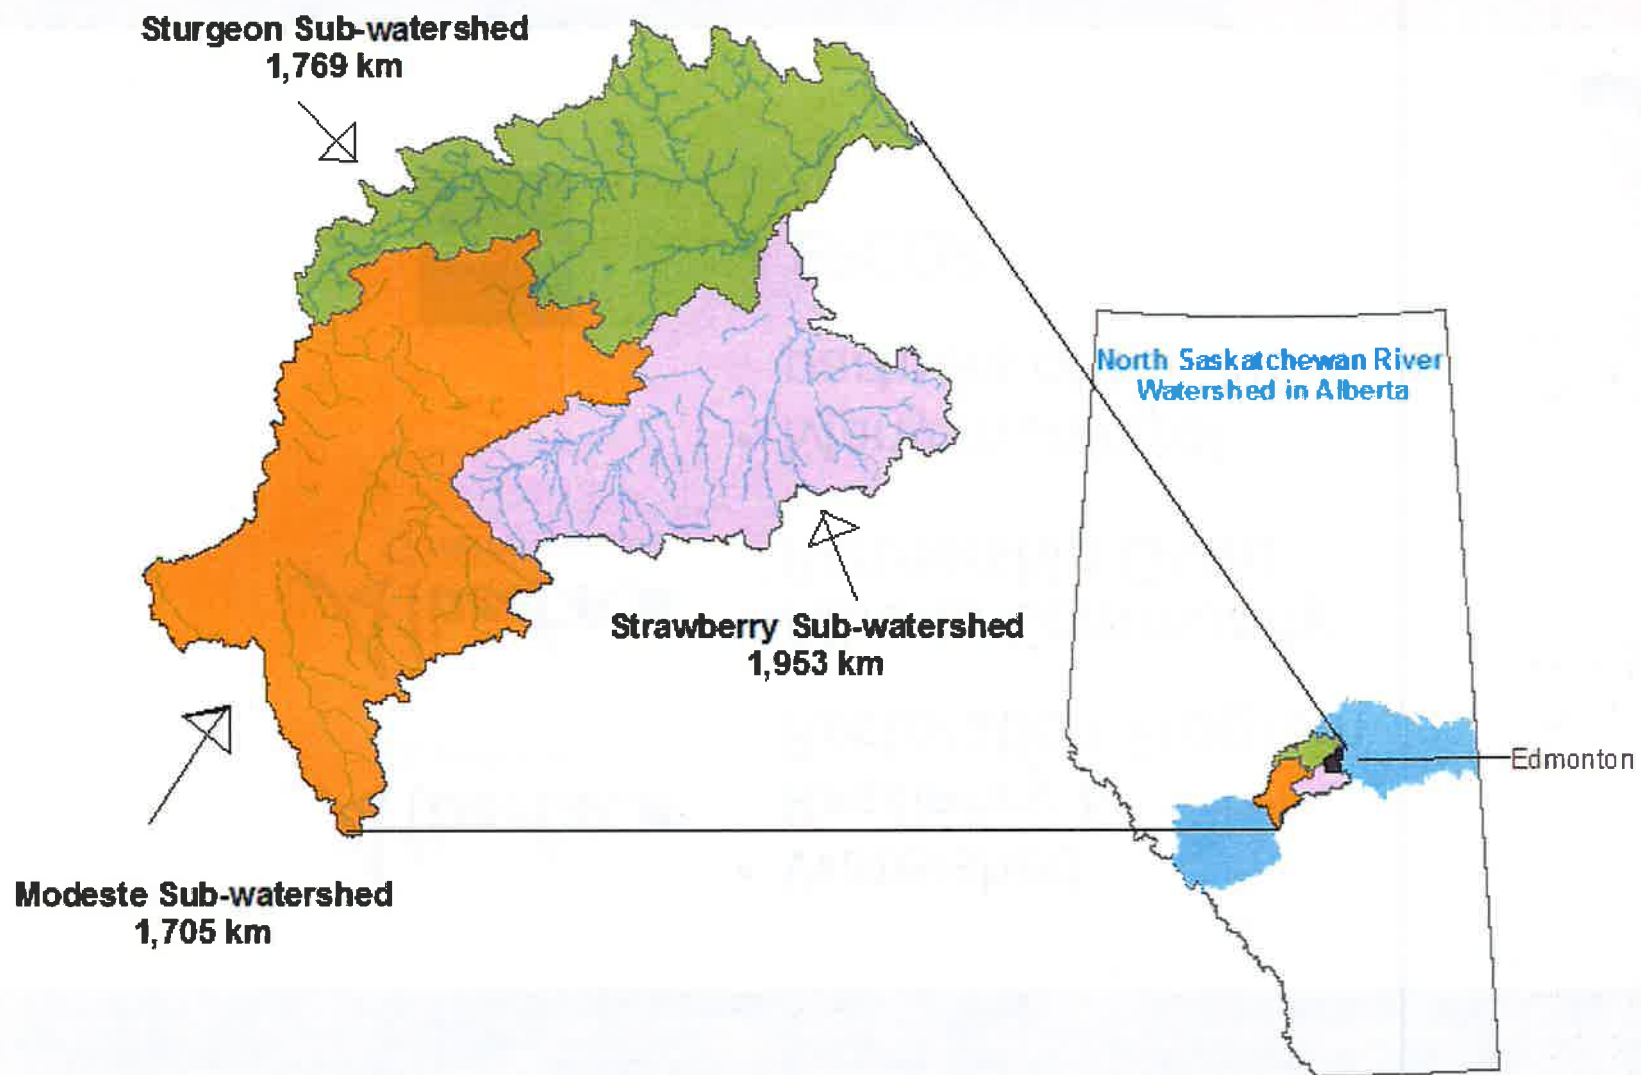 Sturgeon Sub-watershed
1,769 km
North Saskatchewan River
Watershed in Alberta
Strawberry Sub-watershed
1,953 km
Edmonton
Modeste Sub-watershed
1,705 km